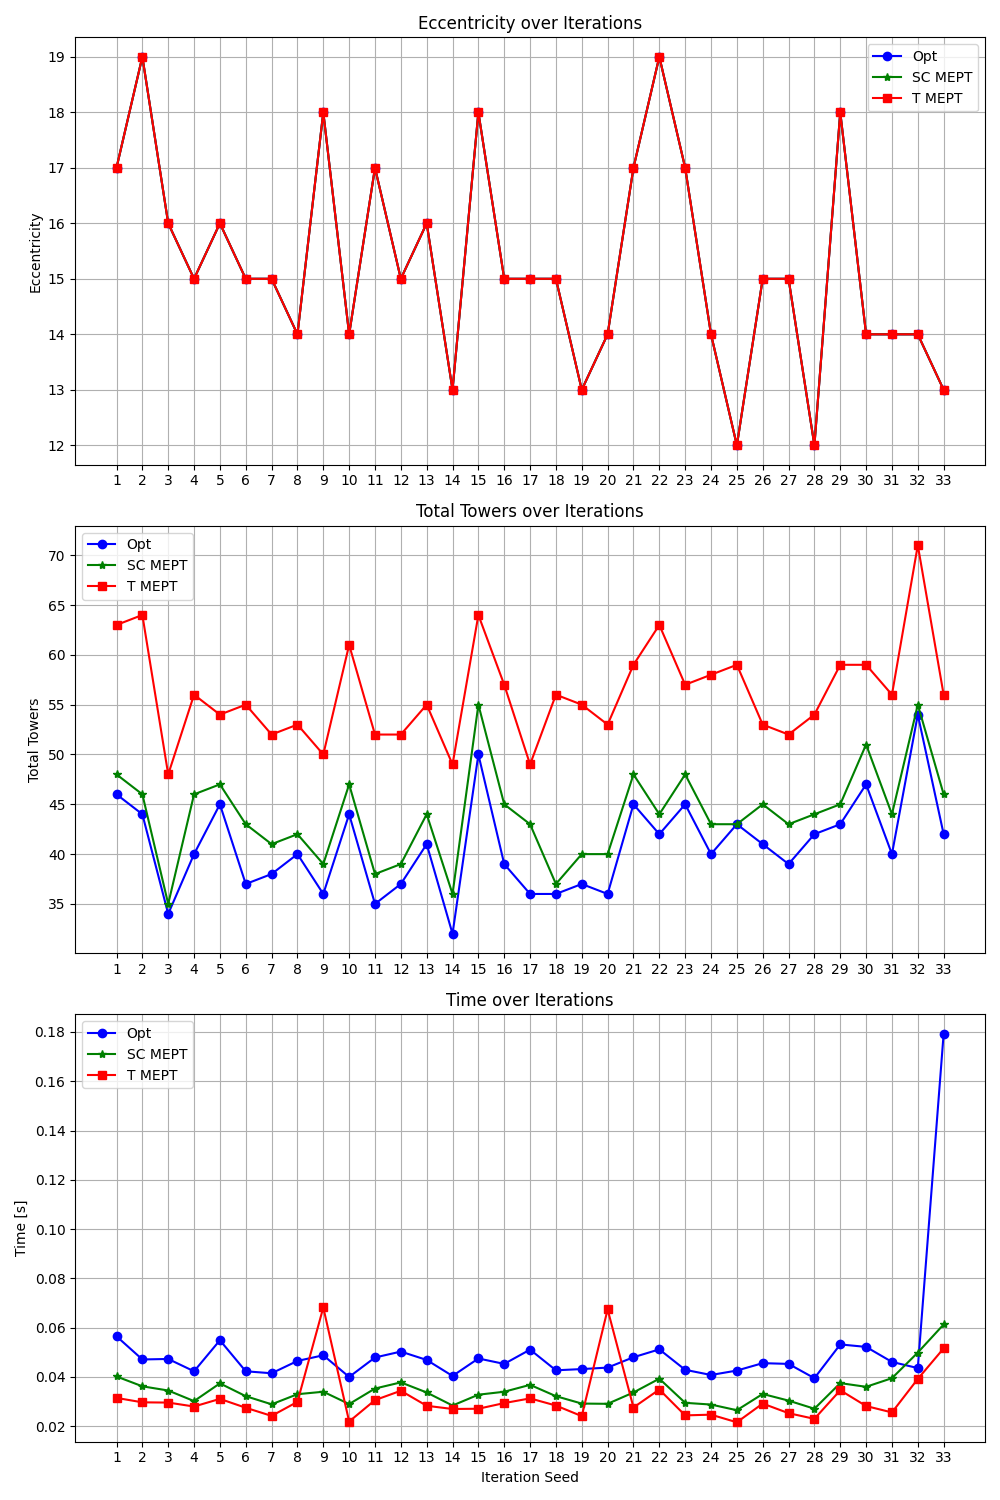 Eccentricity over Iterations
Eccentricity
19
18
17
16
15
14
13
12
Opt
SC MEPT
T MEPT
1 2 3 4 5 6 7 8 9 10 11 12 13 14 15 16 17 18 19 20 21 22 23 24 25 26 27 28 29 30 31 32 33
Total Towers over Iterations
Total Towers
70
65
60
55
50
45
40
35
Opt
SC MEPT
T MEPT
1 2 3 4 5 6 7 8 9 10 11 12 13 14 15 16 17 18 19 20 21 22 23 24 25 26 27 28 29 30 31 32 33
Time over Iterations
Time [s]
0.18
0.16
0.14
0.12
0.10
0.08
0.06
0.04
0.02
Opt
SC MEPT
T MEPT
1 2 3 4 5 6 7 8 9 10 11 12 13 14 15 16 17 18 19 20 21 22 23 24 25 26 27 28 29 30 31 32 33
Iteration Seed